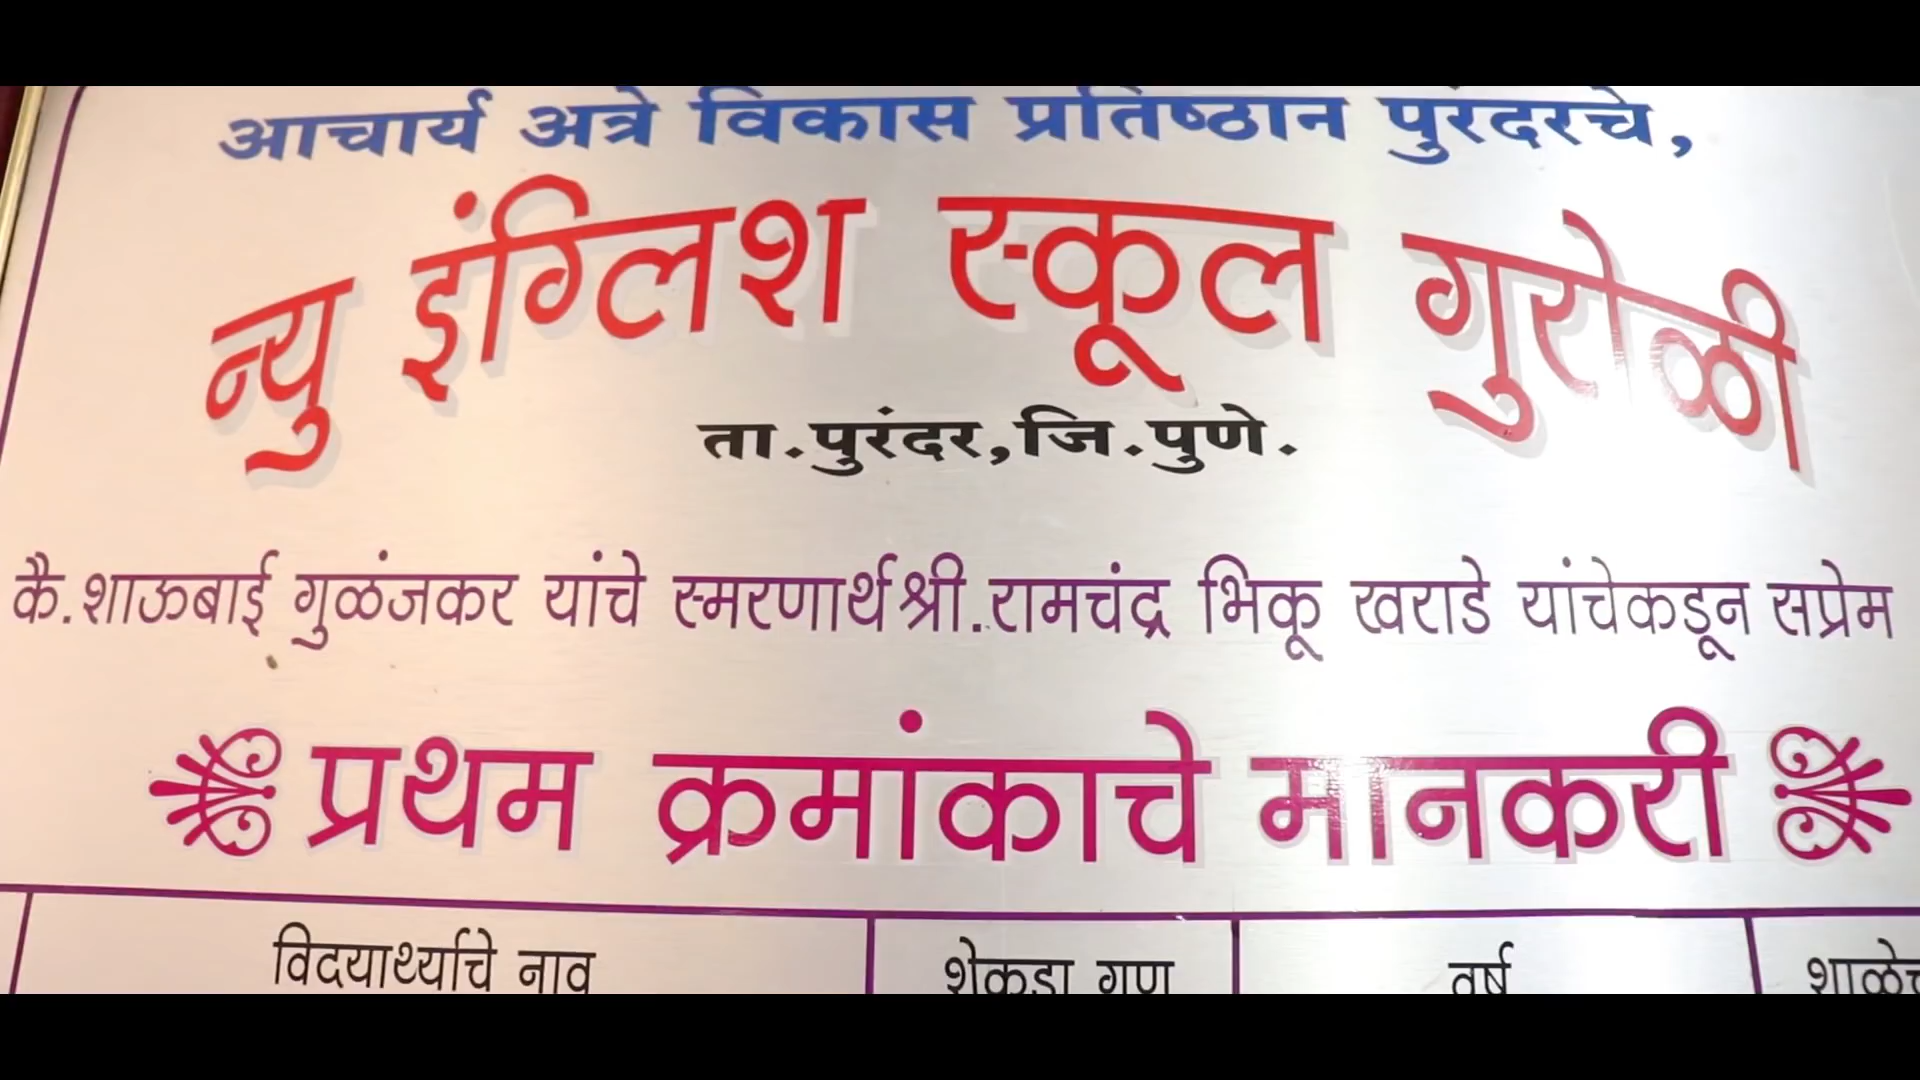 आचार्य अत्रे विकास प्रतिष्ठान पुरंदरचे,
न्यु इंग्लिश स्कूल गुरोळी
ता.पुरंदर,जि.पुणे.
कै.शाऊबाई गुळंजकर यांचे स्मरणार्थ श्री.रामचंद्र भिकू खराडे यांचेकडून सप्रेम
प्रथम क्रमांकाचे मानकरी
विदयार्थ्याचे नाव शेकडा गुण वर्ष